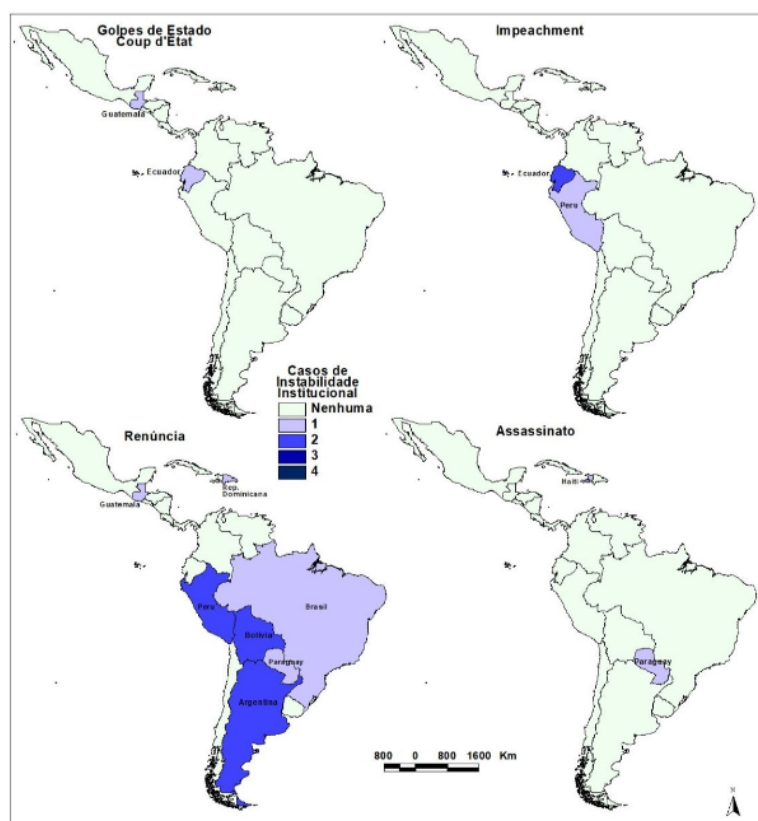 Golpes de Estado
Coup d'Etat
Guatemala
Ecuador
Impeachment
Ecuador
Peru
Casos de
Instabilidade
Institucional
Nenhuma
1
2
3
4
Renúncia
Guatemala
Rep.
Dominicana
Peru
Brasil
Bolivia
Paraguay
Argentina
Assassinato
Haiti
Paraguay
800 0 800 1600 Km
N